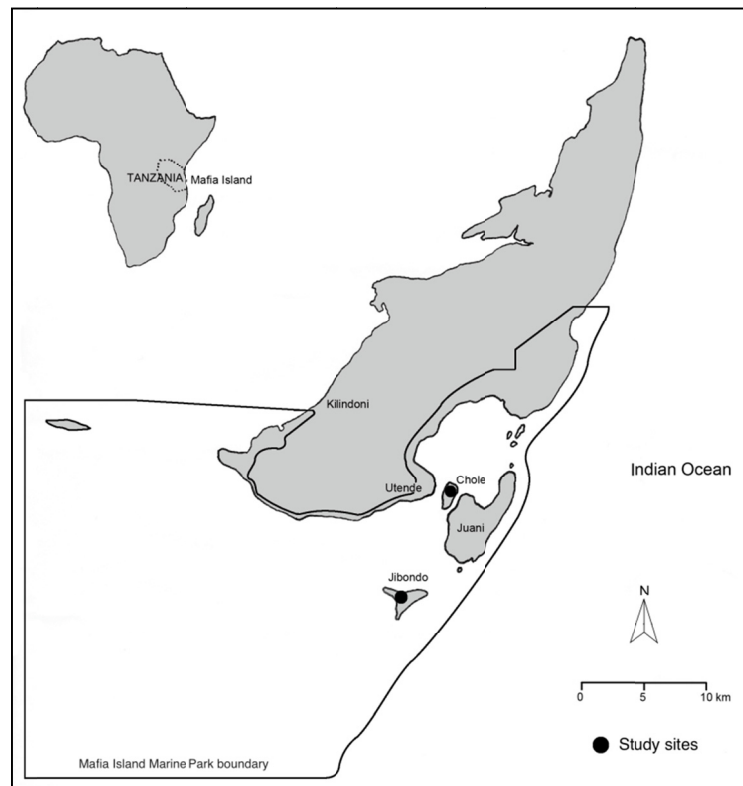 TANZANIA
Mafia Island
Kilindoni
Indian Ocean
Utende
Chole
Juani
Jibondo
N
0 5 10 km
Study sites
Mafia Island Marine Park boundary